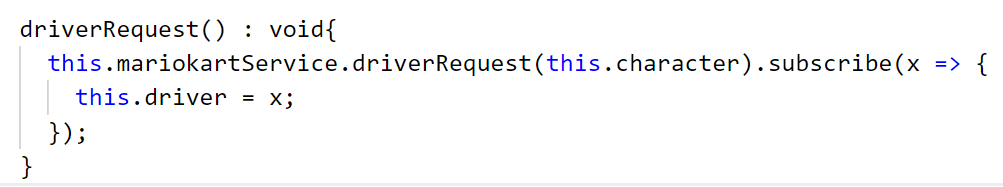 driverRequest() : void{
this.mariokartService.driverRequest(this.character).subscribe(x => {
this.driver = x;
});
}